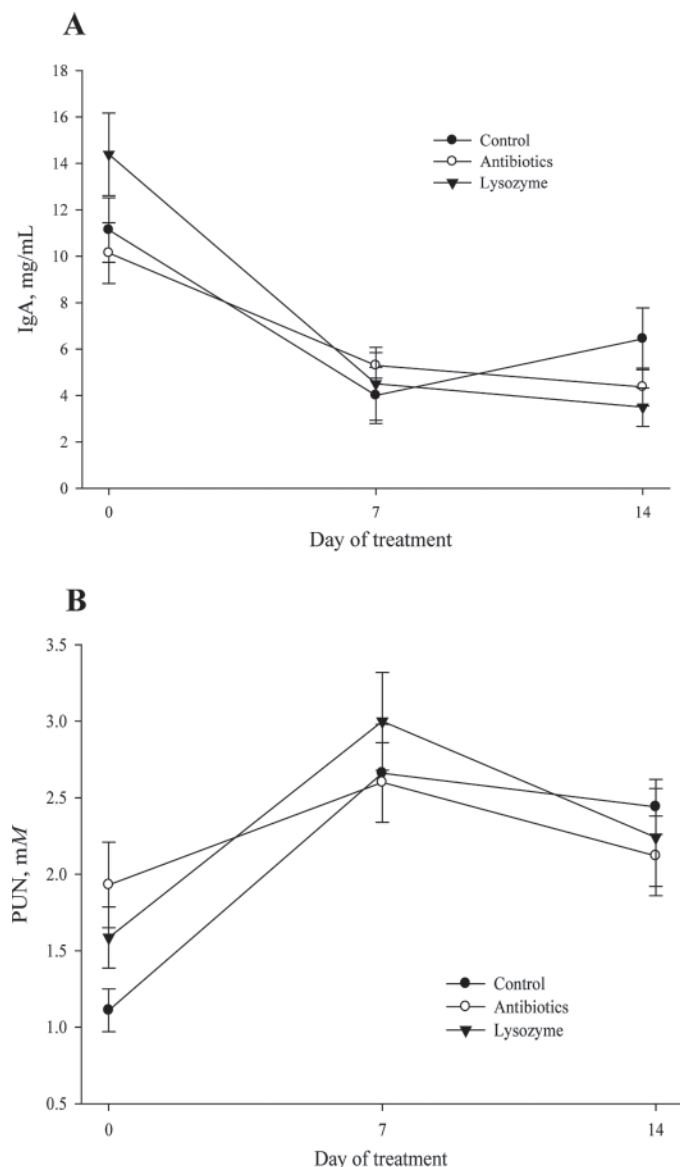 A
18
16
14
12
10
8
6
4
2
0
IgA, mg/mL
Control
Antibiotics
Lysozyme
0 7 14
Day of treatment
B
3.5
3.0
2.5
2.0
1.5
1.0
0.5
PUN, mM
Control
Antibiotics
Lysozyme
0 7 14
Day of treatment